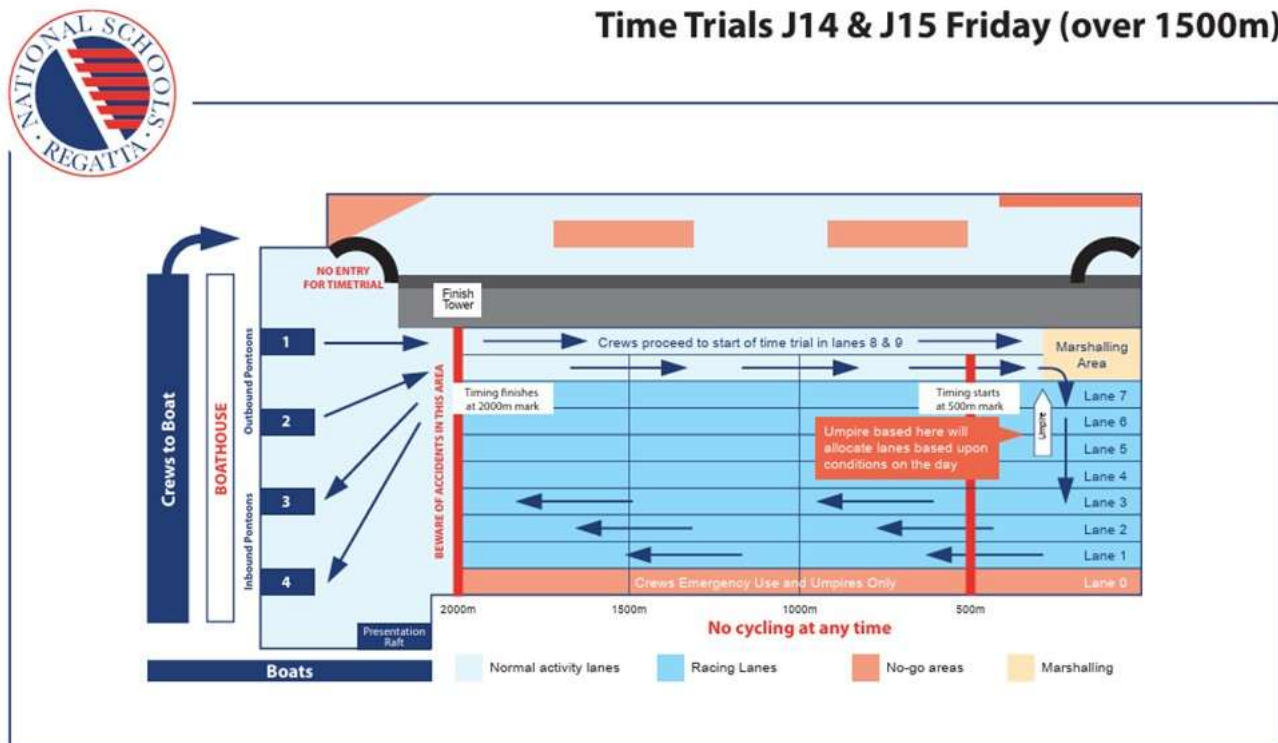 Time Trials J14 & J15 Friday (over 1500m)
NATIONAL SCHOOLS
· REGATTA ·
NO ENTRY
FOR TIMETRIAL
Finish
Tower
Crews to Boat
BOATHOUSE
Outbound Pontoons
Inbound Pontoons
1
2
3
4
BEWARE OF ACCIDENTS IN THIS AREA
Crews proceed to start of time trial in lanes 8 & 9
Marshalling
Area
Timing finishes
at 2000m mark
Timing starts
at 500m mark
Umpire
Umpire based here will
allocate lanes based upon
conditions on the day
Lane 7
Lane 6
Lane 5
Lane 4
Lane 3
Lane 2
Lane 1
Crews Emergency Use and Umpires Only
Lane 0
2000m
1500m
1000m
500m
No cycling at any time
Presentation
Raft
Boats
Normal activity lanes
Racing Lanes
No-go areas
Marshalling